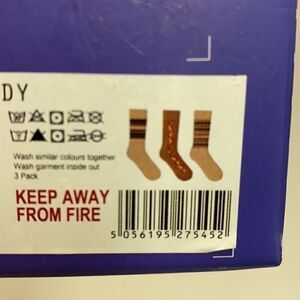 DY
Wash similar colours together
Wash garment inside out
3 Pack
KEEP AWAY
FROM FIRE
5 056195 275452